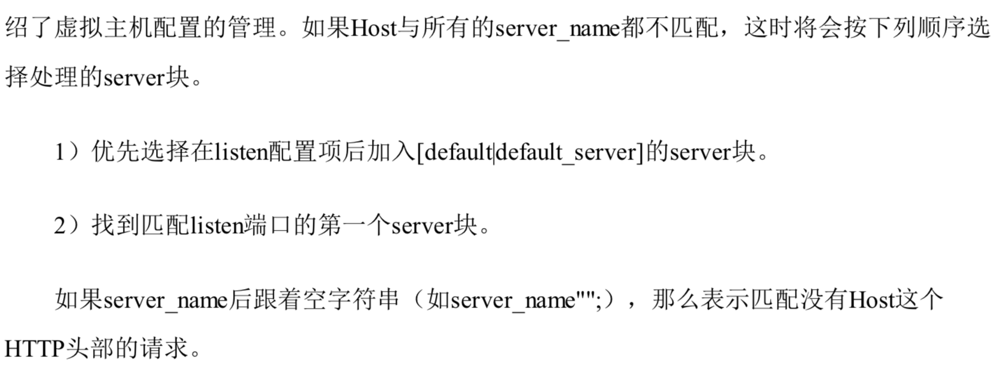 绍了虚拟主机配置的管理。如果Host与所有的server_name都不匹配，这时将会按下列顺序选
择处理的server块。
1）优先选择在listen配置项后加入[default|default_server]的server块。
2）找到匹配listen端口的第一个server块。
如果server_name后跟着空字符串（如server_name"";），那么表示匹配没有Host这个
HTTP头部的请求。